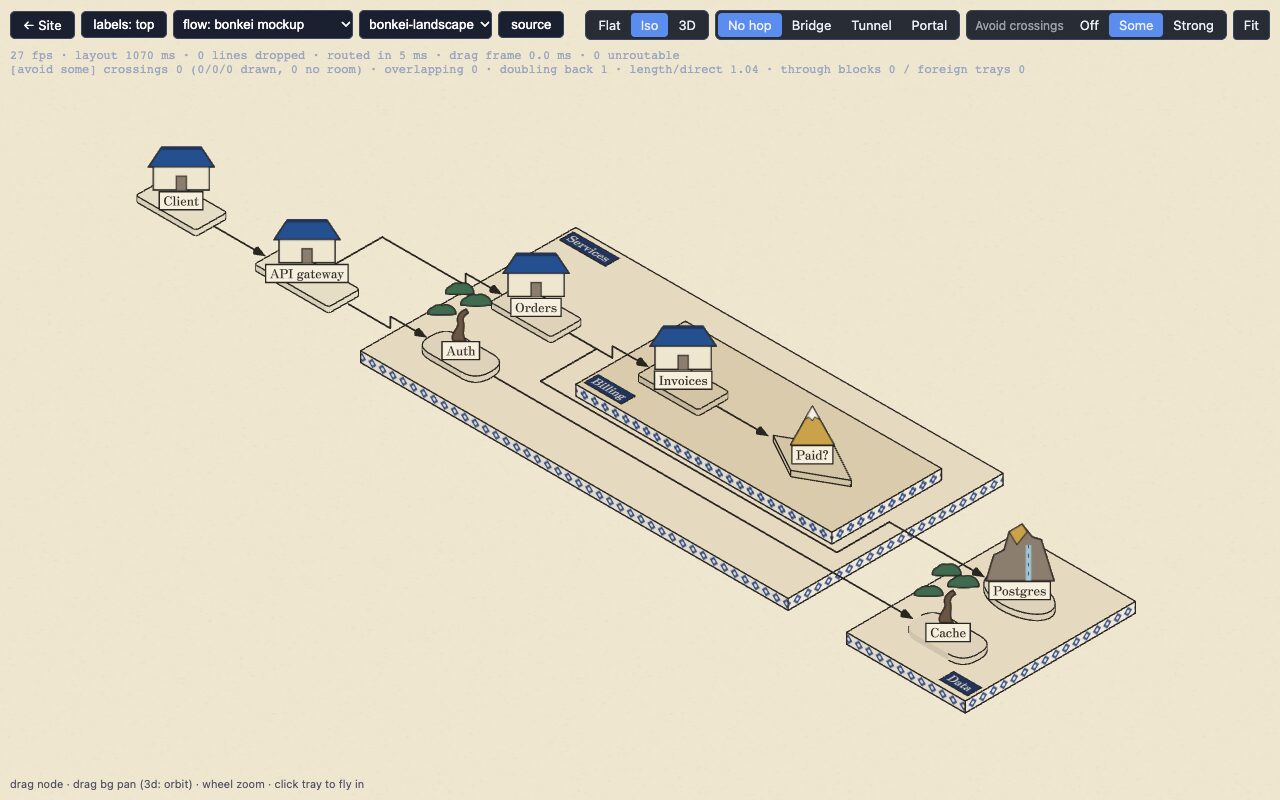 ← Site labels: top flow: bonkei mockup bonkei-landscape source Flat Iso 3D No hop Bridge Tunnel Portal Avoid crossings Off Some Strong Fit
27 fps · layout 1070 ms · 0 lines dropped · routed in 5 ms · drag frame 0.0 ms · 0 unroutable
[avoid some] crossings 0 (0/0/0 drawn, 0 no room) · overlapping 0 · doubling back 1 · length/direct 1.04 · through blocks 0 / foreign trays 0
Client
Services
API gateway
Orders
Auth
Invoices
Billing
Paid?
Postgres
Cache
Data
drag node · drag bg pan (3d: orbit) · wheel zoom · click tray to fly in